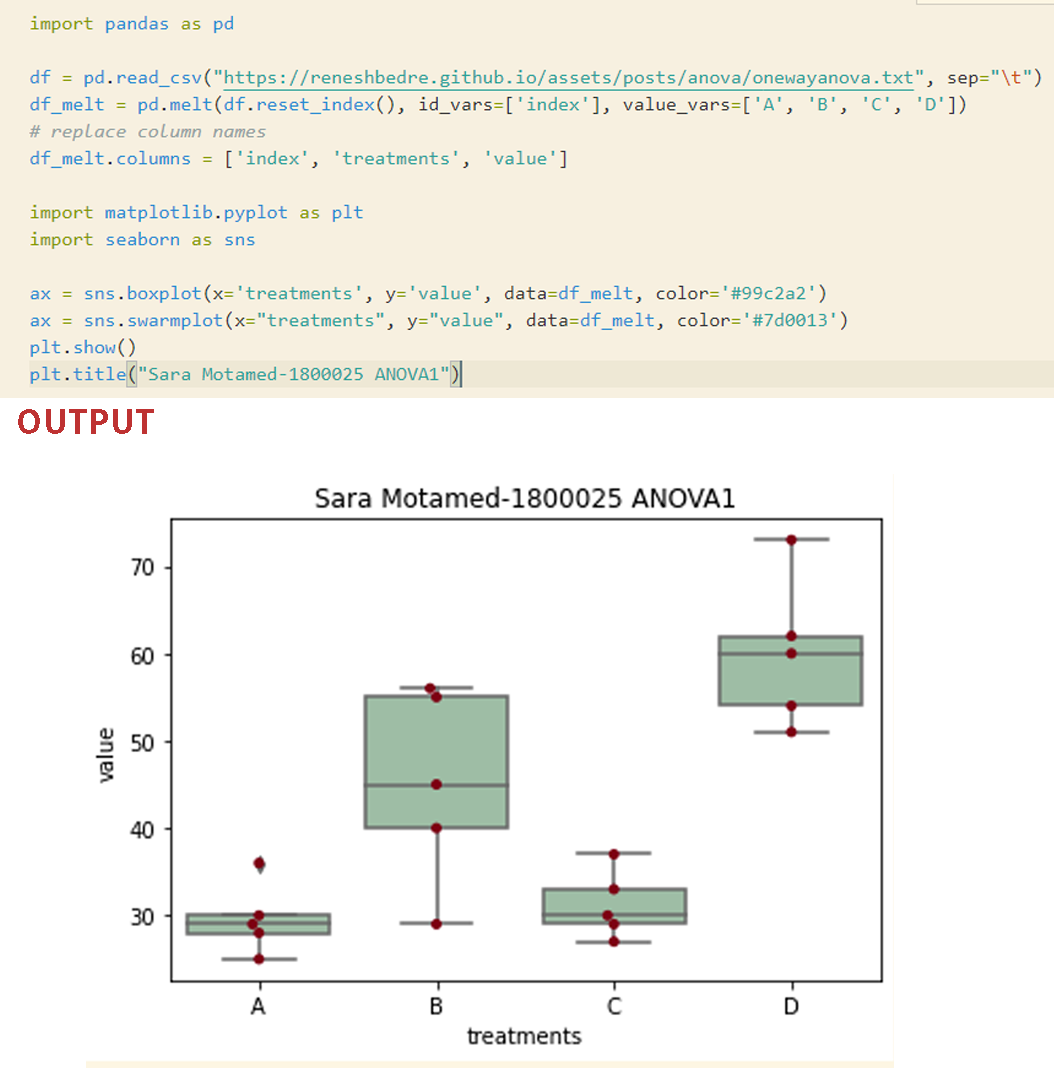 import pandas as pd
df = pd.read_csv("https://reneshbedre.github.io/assets/posts/anova/onewayanova.txt", sep="\t")
df_melt = pd.melt(df.reset_index(), id_vars=['index'], value_vars=['A', 'B', 'C', 'D'])
# replace column names
df_melt.columns = ['index', 'treatments', 'value']
import matplotlib.pyplot as plt
import seaborn as sns
ax = sns.boxplot(x='treatments', y='value', data=df_melt, color='#99c2a2')
ax = sns.swarmplot(x="treatments", y="value", data=df_melt, color='#7d0013')
plt.show()
plt.title("Sara Motamed-1800025 ANOVA1")
OUTPUT
Sara Motamed-1800025 ANOVA1
70
60
50
40
30
value
A B C D
treatments